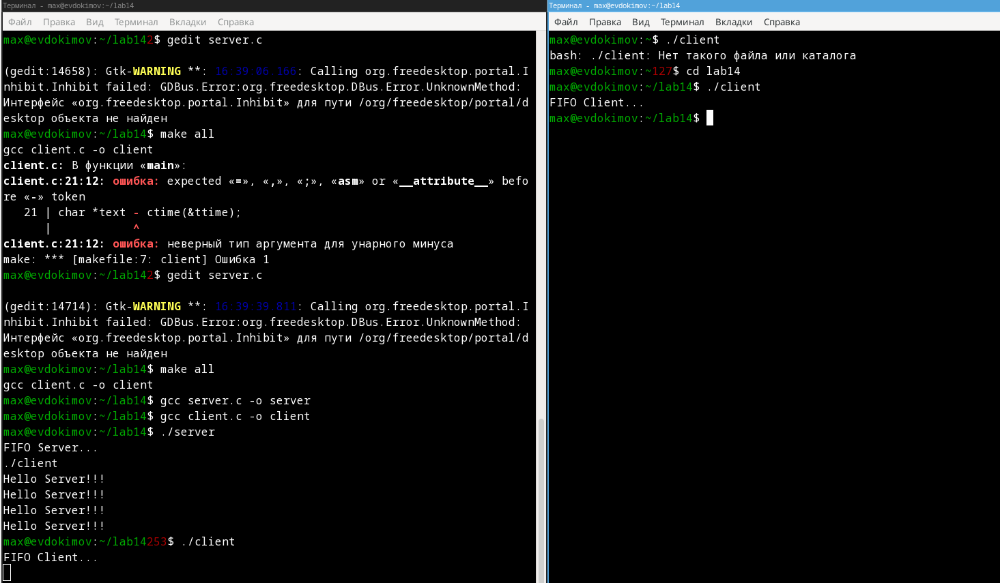 Терминал - max@evdokimov:~/lab14
Файл Правка Вид Терминал Вкладки Справка
max@evdokimov:~/lab142$ gedit server.c
(gedit:14658): Gtk-WARNING **: 16:39:06.166: Calling org.freedesktop.portal.I
nhibit.Inhibit failed: GDBus.Error:org.freedesktop.DBus.Error.UnknownMethod:
Интерфейс «org.freedesktop.portal.Inhibit» для пути /org/freedesktop/portal/d
esktop объекта не найден
max@evdokimov:~/lab14$ make all
gcc client.c -o client
client.c: В функции «main»:
client.c:21:12: ошибка: expected «=», «,», «;», «asm» or «__attribute__» befo
re «-» token
21 | char *text - ctime(&ttime);
| ^
client.c:21:12: ошибка: неверный тип аргумента для унарного минуса
make: *** [makefile:7: client] Ошибка 1
max@evdokimov:~/lab142$ gedit server.c
(gedit:14714): Gtk-WARNING **: 16:39:39.811: Calling org.freedesktop.portal.I
nhibit.Inhibit failed: GDBus.Error:org.freedesktop.DBus.Error.UnknownMethod:
Интерфейс «org.freedesktop.portal.Inhibit» для пути /org/freedesktop/portal/d
esktop объекта не найден
max@evdokimov:~/lab14$ make all
gcc client.c -o client
max@evdokimov:~/lab14$ gcc server.c -o server
max@evdokimov:~/lab14$ gcc client.c -o client
max@evdokimov:~/lab14$ ./server
FIFO Server...
./client
Hello Server!!!
Hello Server!!!
Hello Server!!!
Hello Server!!!
max@evdokimov:~/lab14253$ ./client
FIFO Client...
Терминал - max@evdokimov:~/lab14
Файл Правка Вид Терминал Вкладки Справка
max@evdokimov:~$ ./client
bash: ./client: Нет такого файла или каталога
max@evdokimov:~127$ cd lab14
max@evdokimov:~/lab14$ ./client
FIFO Client...
max@evdokimov:~/lab14$